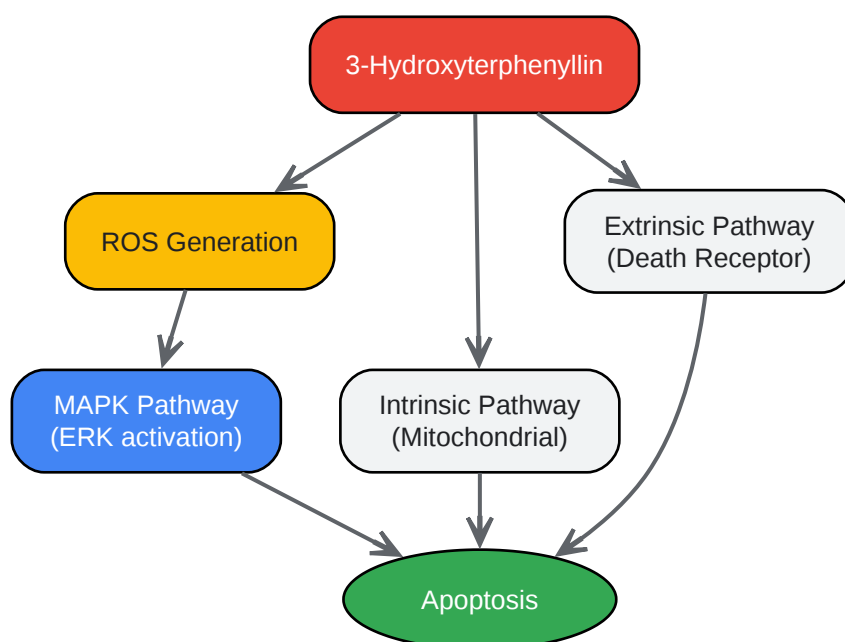 3-Hydroxyterphenyllin
ROS Generation
Extrinsic Pathway
(Death Receptor)
MAPK Pathway
(ERK activation)
Intrinsic Pathway
(Mitochondrial)
Apoptosis